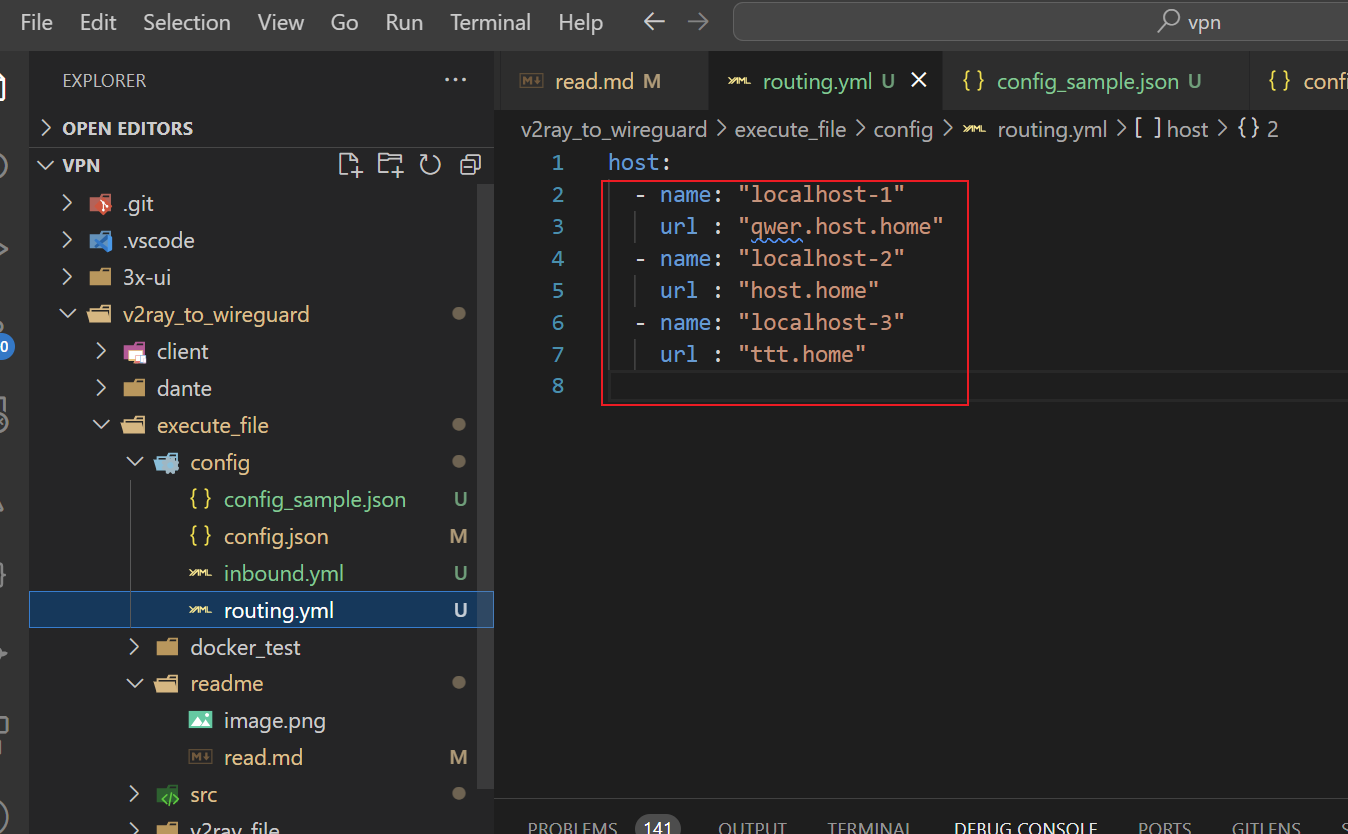 File Edit Selection View Go Run Terminal Help
vpn
EXPLORER
OPEN EDITORS
VPN
.git
.vscode
3x-ui
v2ray_to_wireguard
client
dante
execute_file
config
config_sample.json U
config.json M
inbound.yml U
routing.yml U
docker_test
readme
image.png
read.md M
src
v2ray_file
0
read.md M
routing.yml U
config_sample.json U
v2ray_to_wireguard > execute_file > config > routing.yml > [ ] host > {} 2
1 host:
2 - name: "localhost-1"
3 url : "qwer.host.home"
4 - name: "localhost-2"
5 url : "host.home"
6 - name: "localhost-3"
7 url : "ttt.home"
8
PROBLEMS 141 OUTPUT TERMINAL DEBUG CONSOLE PORTS GITLENS